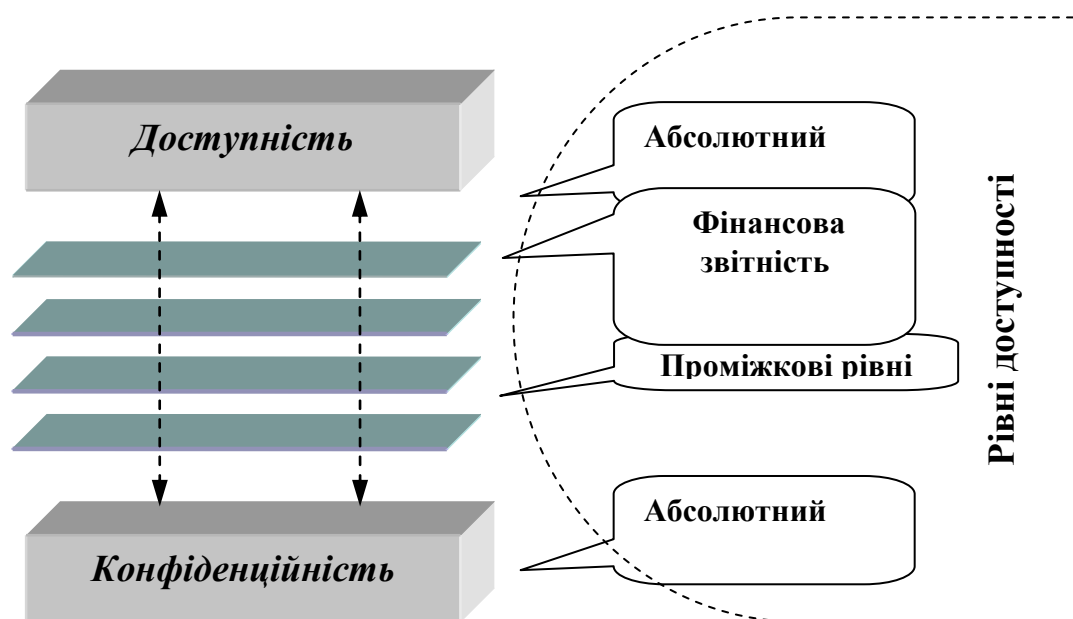 Доступність
Абсолютний
Фінансова
звітність
Проміжкові рівні
Абсолютний
Конфіденційність
Рівні доступності